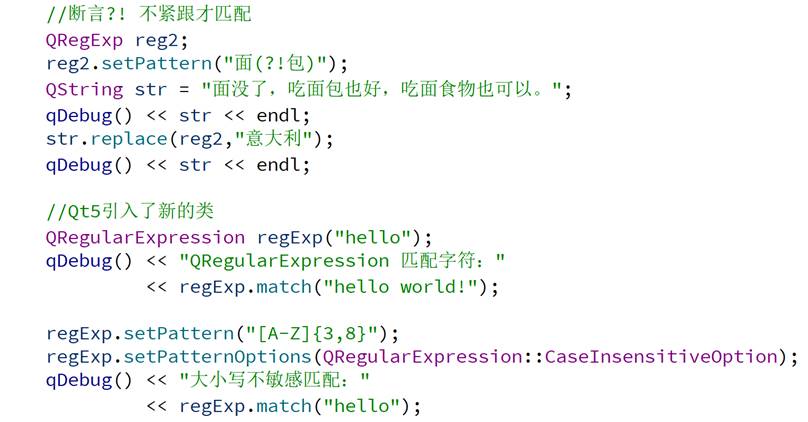 //断言?! 不紧跟才匹配
QRegExp reg2;
reg2.setPattern("面(?!包)");
QString str = "面没了，吃面包也好，吃面食物也可以。";
qDebug() << str << endl;
str.replace(reg2,"意大利");
qDebug() << str << endl;
//Qt5引入了新的类
QRegularExpression regExp("hello");
qDebug() << "QRegularExpression 匹配字符："
<< regExp.match("hello world!");
regExp.setPattern("[A-Z]{3,8}");
regExp.setPatternOptions(QRegularExpression::CaseInsensitiveOption);
qDebug() << "大小写不敏感匹配："
<< regExp.match("hello");